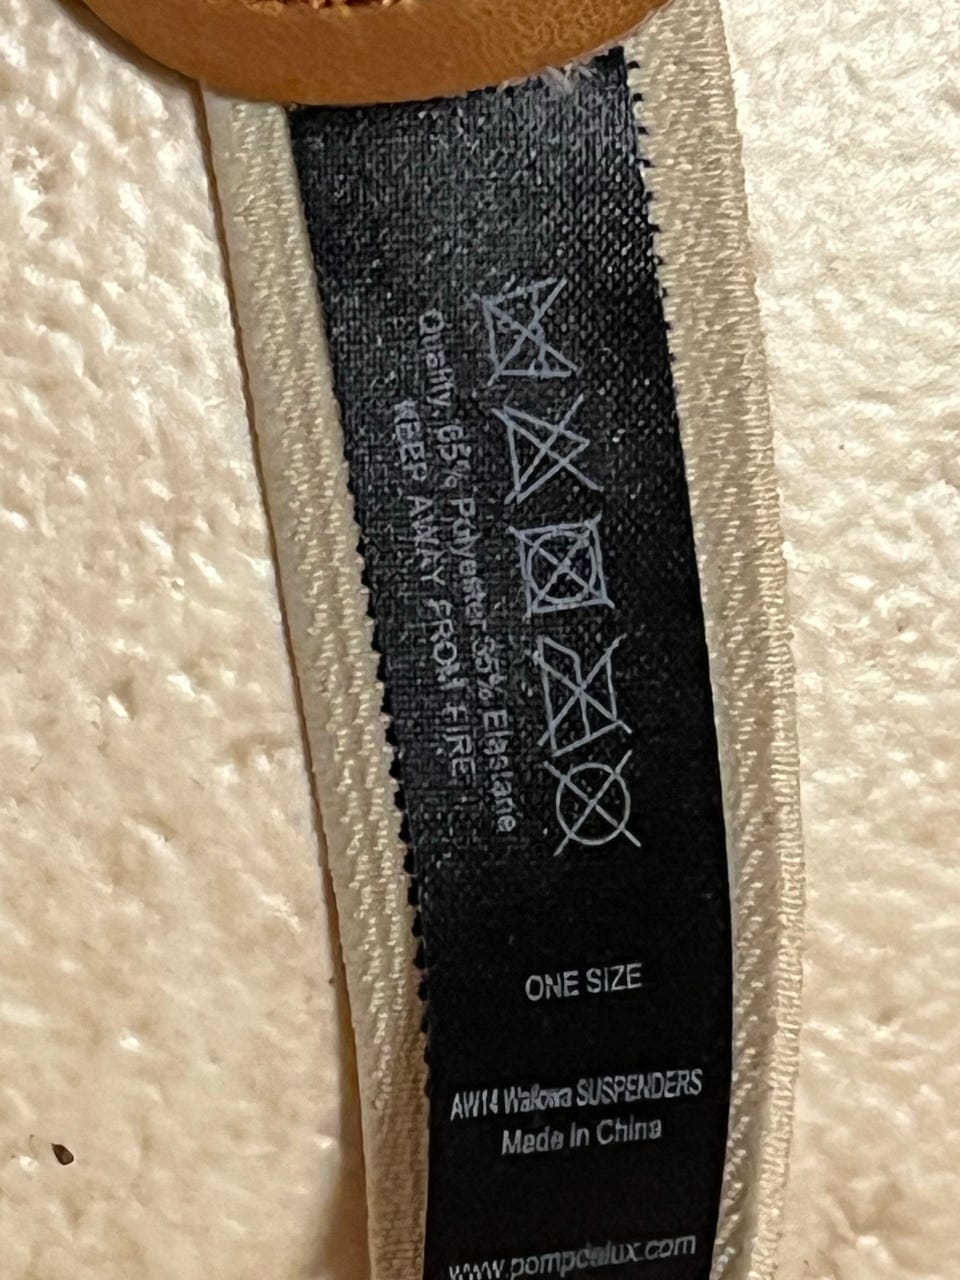 Quality: 65% Polyester 35% Elastane
KEEP AWAY FROM FIRE
ONE SIZE
AW14 Wallowa SUSPENDERS
Made In China
www.pompdelux.com